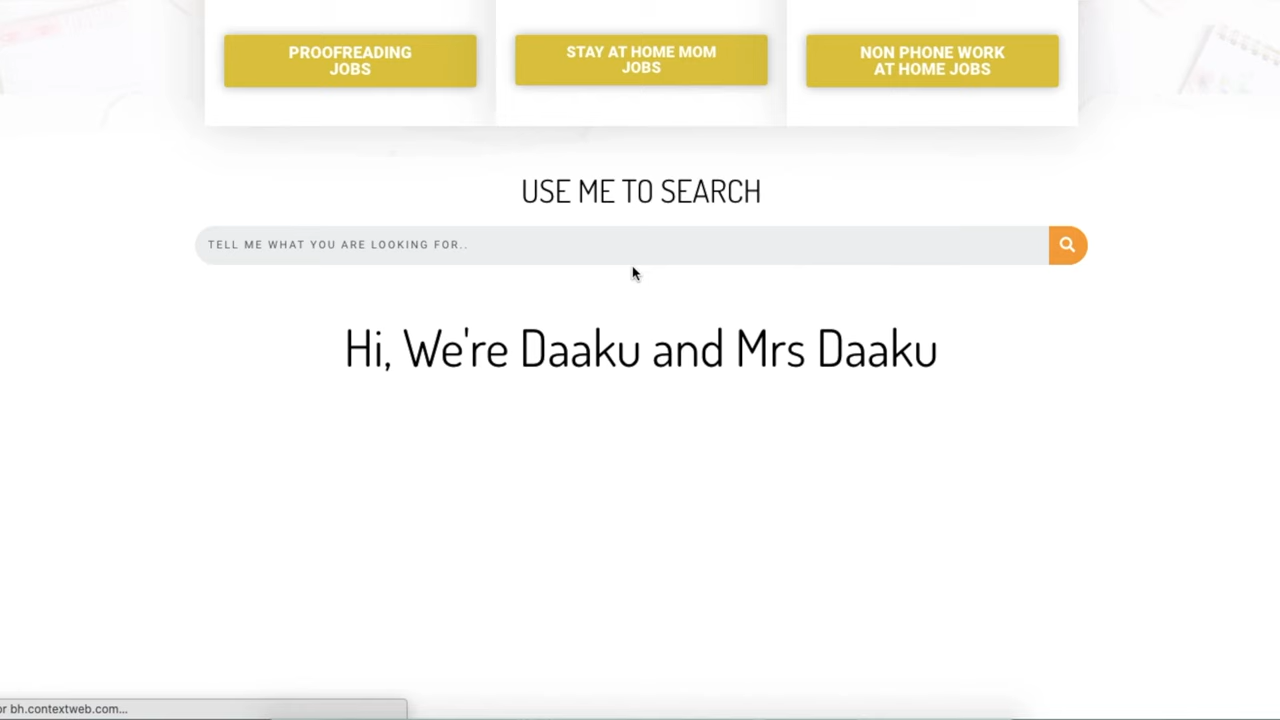 PROOFREADING
JOBS
STAY AT HOME MOM
JOBS
NON PHONE WORK
AT HOME JOBS
USE ME TO SEARCH
TELL ME WHAT YOU ARE LOOKING FOR..
Hi, We're Daaku and Mrs Daaku
or bh.contextweb.com...